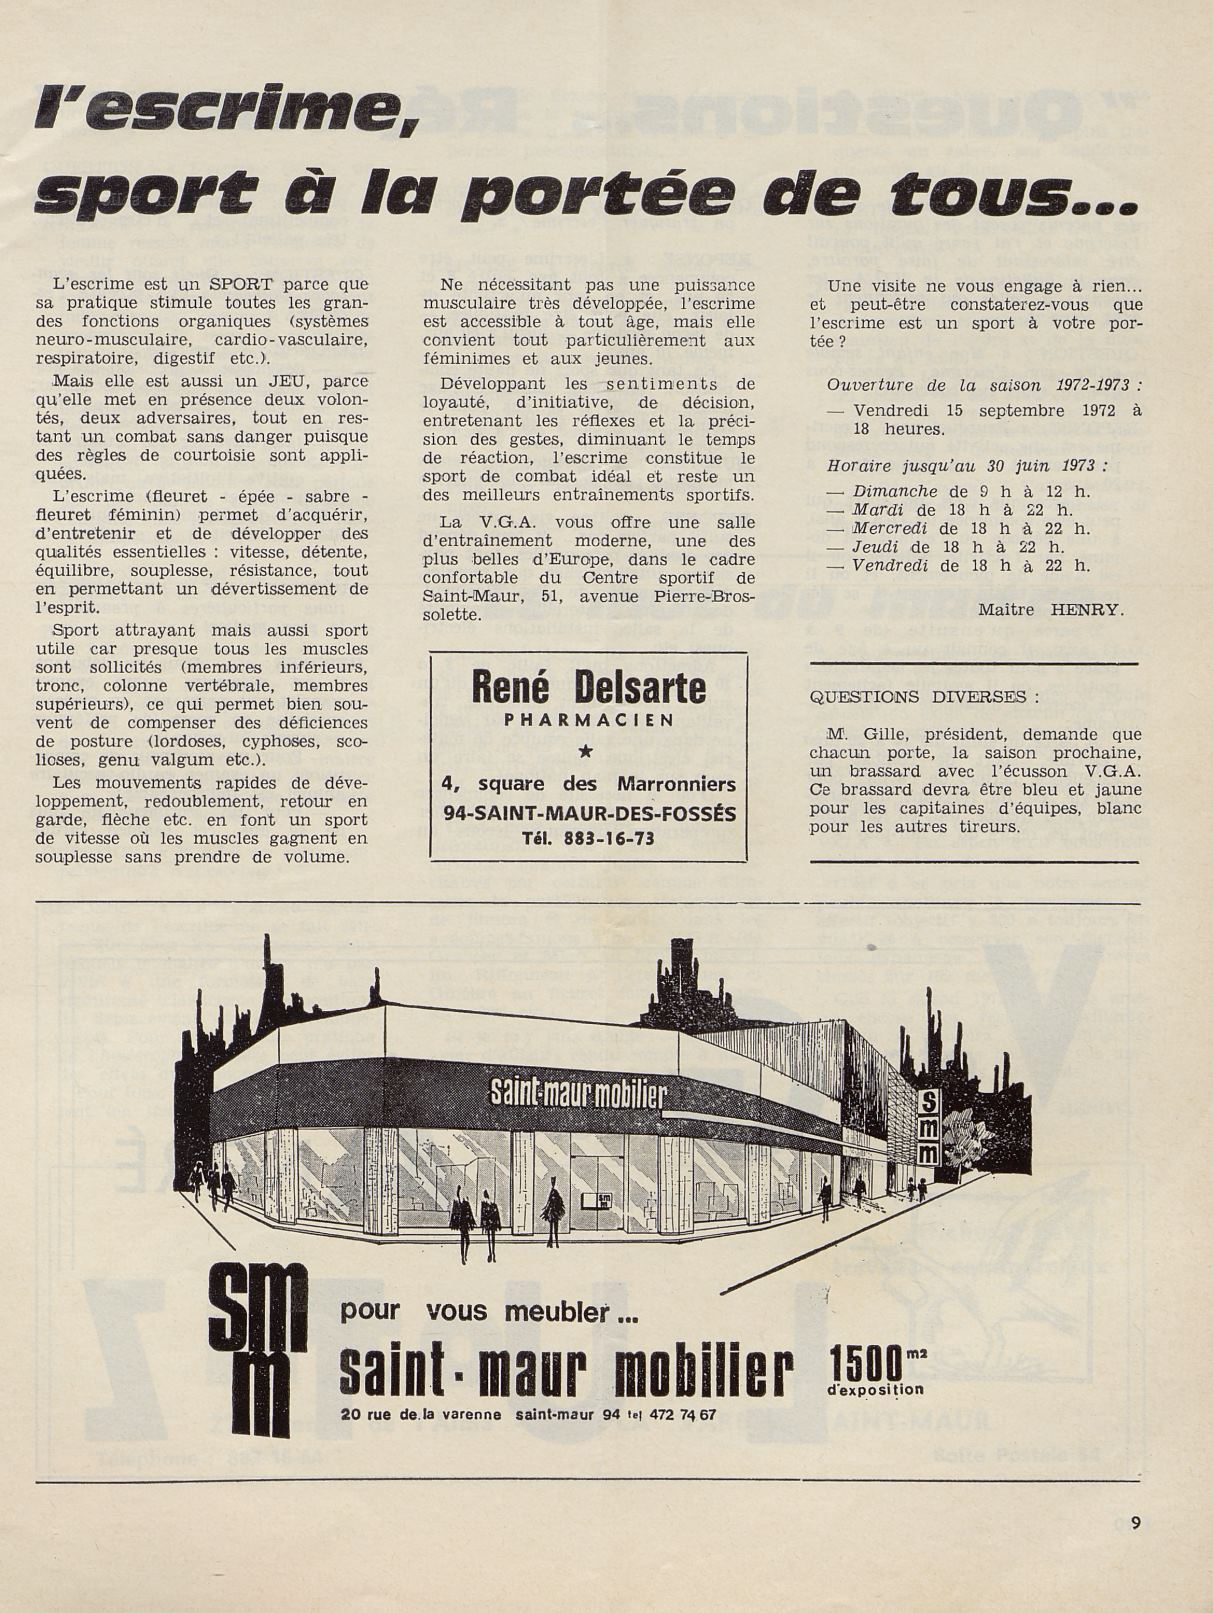 l'escrime,
sport à la portée de tous...
L'escrime est un SPORT parce que
sa pratique stimule toutes les gran-
des fonctions organiques (systèmes
neuro-musculaire, cardio-vasculaire,
respiratoire, digestif etc.).
Mais elle est aussi un JEU, parce
qu'elle met en présence deux volon-
tés, deux adversaires, tout en res-
tant un combat sans danger puisque
des règles de courtoisie sont appli-
quées.
L'escrime (fleuret - épée - sabre -
fleuret féminin) permet d'acquérir,
d'entretenir et de développer des
qualités essentielles : vitesse, détente,
équilibre, souplesse, résistance, tout
en permettant un dévertissement de
l'esprit.
Sport attrayant mais aussi sport
utile car presque tous les muscles
sont sollicités (membres inférieurs,
tronc, colonne vertébrale, membres
supérieurs), ce qui permet bien sou-
vent de compenser des déficiences
de posture (lordoses, cyphoses, sco-
lioses, genu valgum etc.).
Les mouvements rapides de déve-
loppement, redoublement, retour en
garde, flèche etc. en font un sport
de vitesse où les muscles gagnent en
souplesse sans prendre de volume.
Ne nécessitant pas une puissance
musculaire très développée, l'escrime
est accessible à tout âge, mais elle
convient tout particulièrement aux
féminimes et aux jeunes.
Développant les sentiments de
loyauté, d'initiative, de décision,
entretenant les réflexes et la préci-
sion des gestes, diminuant le temps
de réaction, l'escrime constitue le
sport de combat idéal et reste un
des meilleurs entraînements sportifs.
La V.G.A. vous offre une salle
d'entraînement moderne, une des
plus belles d'Europe, dans le cadre
confortable du Centre sportif de
Saint-Maur, 51, avenue Pierre-Bros-
solette.
René Delsarte
PHARMACIEN
★
4, square des Marronniers
94-SAINT-MAUR-DES-FOSSÉS
Tél. 883-16-73
Une visite ne vous engage à rien...
et peut-être constaterez-vous que
l'escrime est un sport à votre por-
tée ?
Ouverture de la saison 1972-1973 :
— Vendredi 15 septembre 1972 à
18 heures.
Horaire jusqu'au 30 juin 1973 :
— Dimanche de 9 h à 12 h.
— Mardi de 18 h à 22 h.
— Mercredi de 18 h à 22 h.
— Jeudi de 18 h à 22 h.
— Vendredi de 18 h à 22 h.
Maître HENRY.
QUESTIONS DIVERSES :
M. Gille, président, demande que
chacun porte, la saison prochaine,
un brassard avec l'écusson V.G.A.
Ce brassard devra être bleu et jaune
pour les capitaines d'équipes, blanc
pour les autres tireurs.
saint-maur mobilier
s
m
m
sm
m
sm
m
pour vous meubler...
saint-maur mobilier 1500 m2
d'exposition
20 rue de la varenne saint-maur 94 tel 472 74 67
9